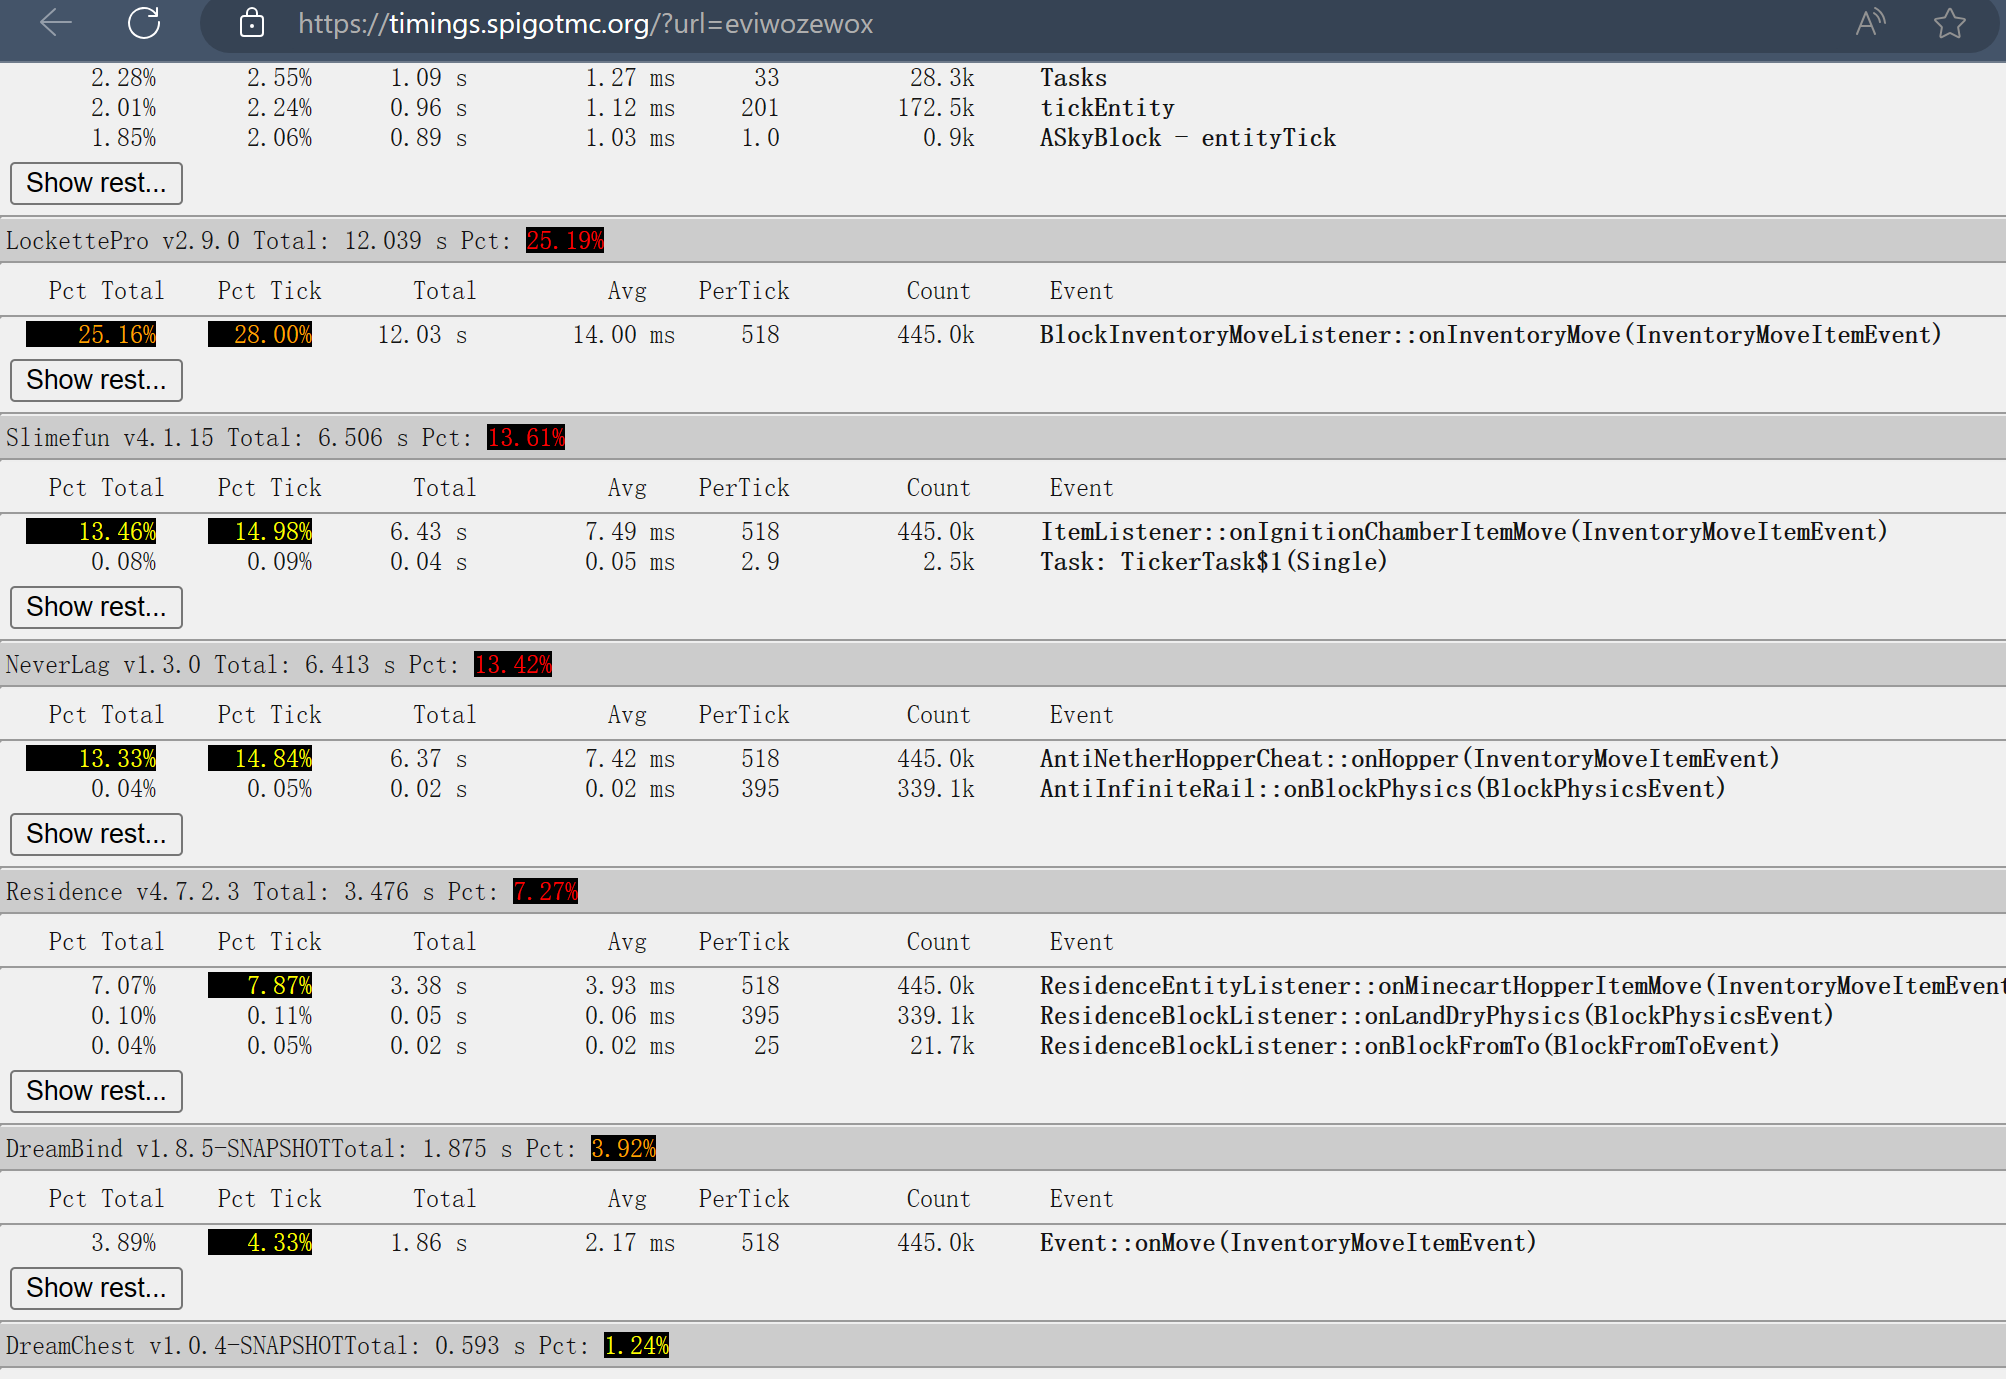 https://timings.spigotmc.org/?url=eviwozewox
2.28% 2.55% 1.09 s 1.27 ms 33 28.3k Tasks
2.01% 2.24% 0.96 s 1.12 ms 201 172.5k tickEntity
1.85% 2.06% 0.89 s 1.03 ms 1.0 0.9k ASkyBlock - entityTick
Show rest...
LockettePro v2.9.0 Total: 12.039 s Pct: 25.19%
Pct Total Pct Tick Total Avg PerTick Count Event
25.16% 28.00% 12.03 s 14.00 ms 518 445.0k BlockInventoryMoveListener::onInventoryMove(InventoryMoveItemEvent)
Show rest...
Slimefun v4.1.15 Total: 6.506 s Pct: 13.61%
Pct Total Pct Tick Total Avg PerTick Count Event
13.46% 14.98% 6.43 s 7.49 ms 518 445.0k ItemListener::onIgnitionChamberItemMove(InventoryMoveItemEvent)
0.08% 0.09% 0.04 s 0.05 ms 2.9 2.5k Task: TickerTask$1(Single)
Show rest...
NeverLag v1.3.0 Total: 6.413 s Pct: 13.42%
Pct Total Pct Tick Total Avg PerTick Count Event
13.33% 14.84% 6.37 s 7.42 ms 518 445.0k AntiNetherHopperCheat::onHopper(InventoryMoveItemEvent)
0.04% 0.05% 0.02 s 0.02 ms 395 339.1k AntiInfiniteRail::onBlockPhysics(BlockPhysicsEvent)
Show rest...
Residence v4.7.2.3 Total: 3.476 s Pct: 7.27%
Pct Total Pct Tick Total Avg PerTick Count Event
7.07% 7.87% 3.38 s 3.93 ms 518 445.0k ResidenceEntityListener::onMinecartHopperItemMove(InventoryMoveItemEvent
0.10% 0.11% 0.05 s 0.06 ms 395 339.1k ResidenceBlockListener::onLandDryPhysics(BlockPhysicsEvent)
0.04% 0.05% 0.02 s 0.02 ms 25 21.7k ResidenceBlockListener::onBlockFromTo(BlockFromToEvent)
Show rest...
DreamBind v1.8.5-SNAPSHOTTotal: 1.875 s Pct: 3.92%
Pct Total Pct Tick Total Avg PerTick Count Event
3.89% 4.33% 1.86 s 2.17 ms 518 445.0k Event::onMove(InventoryMoveItemEvent)
Show rest...
DreamChest v1.0.4-SNAPSHOTTotal: 0.593 s Pct: 1.24%